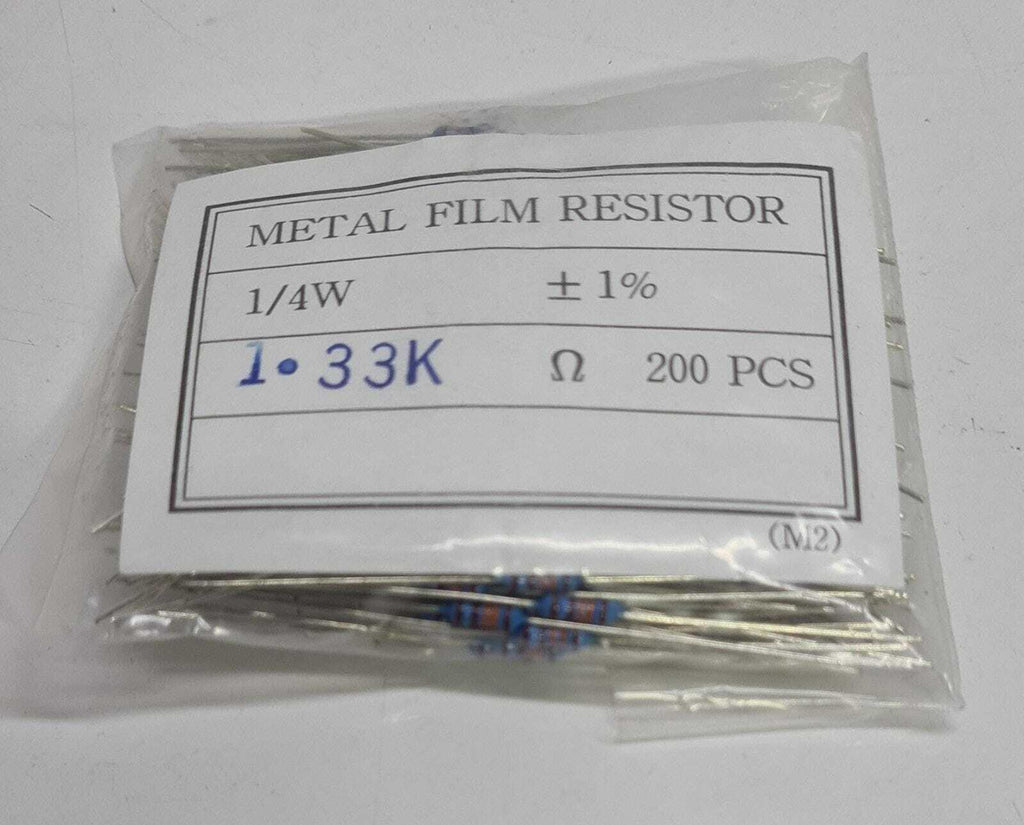 METAL FILM RESISTOR
1/4W ± 1%
1•33K Ω 200 PCS
(M2)